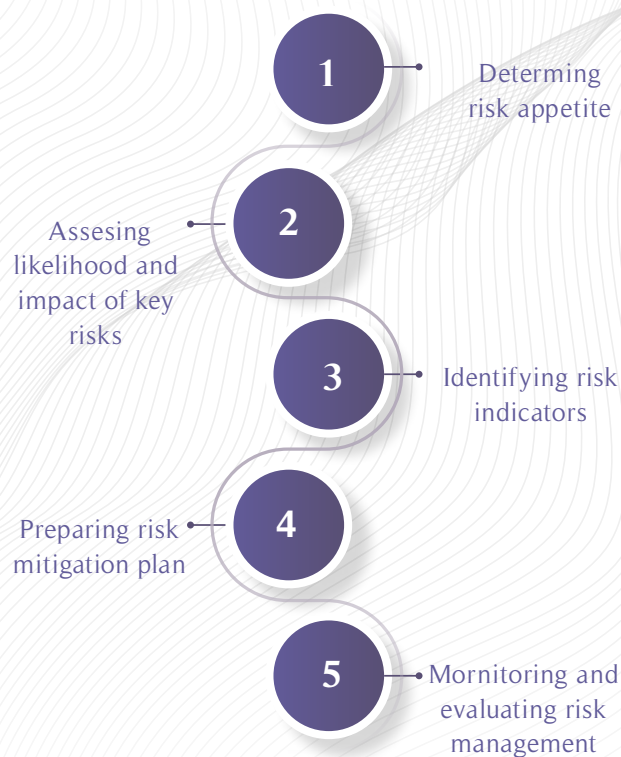 1
Determing
risk appetite
2
Assesing
likelihood and
impact of key
risks
3
Identifying risk
indicators
4
Preparing risk
mitigation plan
5
Mornitoring and
evaluating risk
management